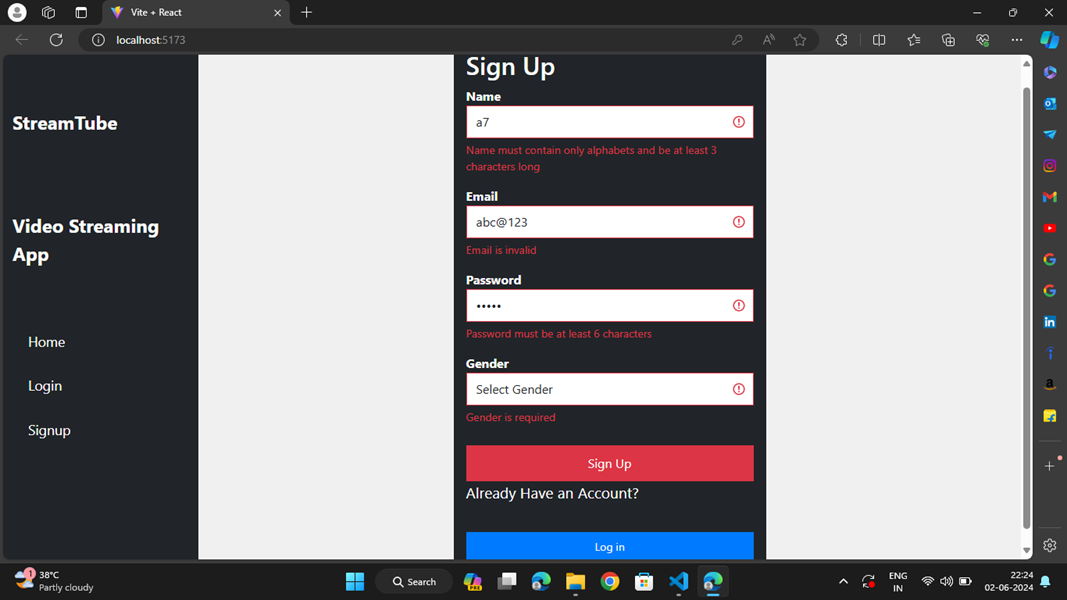 Vite + React
localhost:5173
StreamTube
Video Streaming
App
Home
Login
Signup
Sign Up
Name
a7
Name must contain only alphabets and be at least 3
characters long
Email
abc@123
Email is invalid
Password
•••••
Password must be at least 6 characters
Gender
Select Gender
Gender is required
Sign Up
Already Have an Account?
Log in
1
38°C
Partly cloudy
Search
PRE
ENG
IN
22:24
02-06-2024